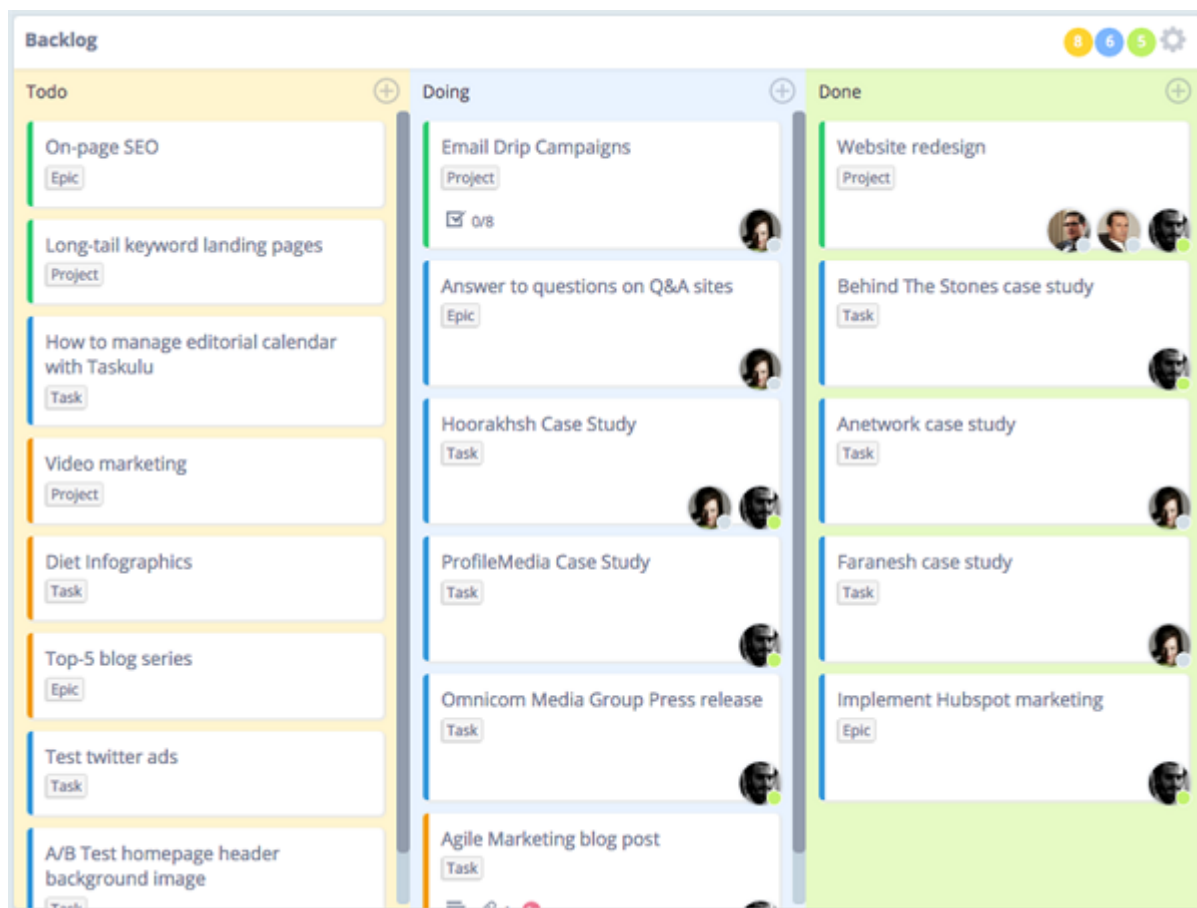 Backlog
8 6 5
Todo
On-page SEO
Epic
Long-tail keyword landing pages
Project
How to manage editorial calendar
with Taskulu
Task
Video marketing
Project
Diet Infographics
Task
Top-5 blog series
Epic
Test twitter ads
Task
A/B Test homepage header
background image
Task
Doing
Email Drip Campaigns
Project
0/8
Answer to questions on Q&A sites
Epic
Hoorakhsh Case Study
Task
ProfileMedia Case Study
Task
Omnicom Media Group Press release
Task
Agile Marketing blog post
Task
Done
Website redesign
Project
Behind The Stones case study
Task
Anetwork case study
Task
Faranesh case study
Task
Implement Hubspot marketing
Epic